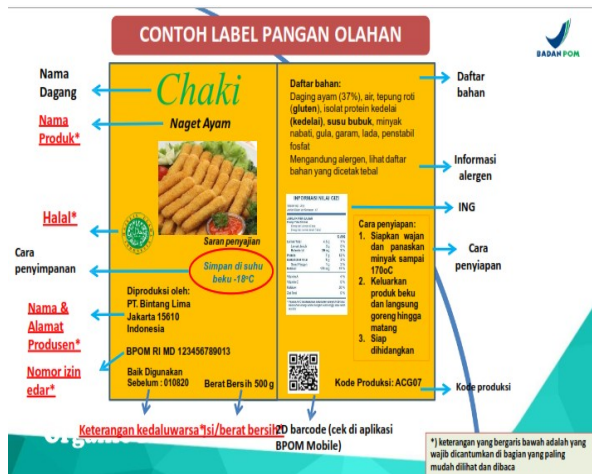 CONTOH LABEL PANGAN OLAHAN
BADAN POM
Nama
Dagang
Nama
Produk*
Halal*
Cara
penyimpanan
Nama &
Alamat
Produsen*
Nomor izin
edar*
Chaki
Naget Ayam
Saran penyajian
Simpan di suhu
beku -18°C
Diproduksi oleh:
PT. Bintang Lima
Jakarta 15610
Indonesia
BPOM RI MD 123456789013
Baik Digunakan
Sebelum : 010820
Berat Bersih 500 g
Daftar bahan:
Daging ayam (37%), air, tepung roti
(gluten), isolat protein kedelai
(kedelai), susu bubuk, minyak
nabati, gula, garam, lada, penstabil
fosfat
Mengandung alergen, lihat daftar
bahan yang dicetak tebal
INFORMASI NILAI GIZI
Cara penyiapan:
1. Siapkan wajan
dan panaskan
minyak sampai
170oC
2. Keluarkan
produk beku
dan langsung
goreng hingga
matang
3. Siap
dihidangkan
Kode Produksi: ACG07
Daftar
bahan
Informasi
alergen
ING
Cara
penyiapan
Kode produksi
Keterangan kedaluwarsa*
Isi/berat bersih*
2D barcode (cek di aplikasi
BPOM Mobile)
*) keterangan yang bergaris bawah adalah yang
wajib dicantumkan di bagian yang paling
mudah dilihat dan dibaca